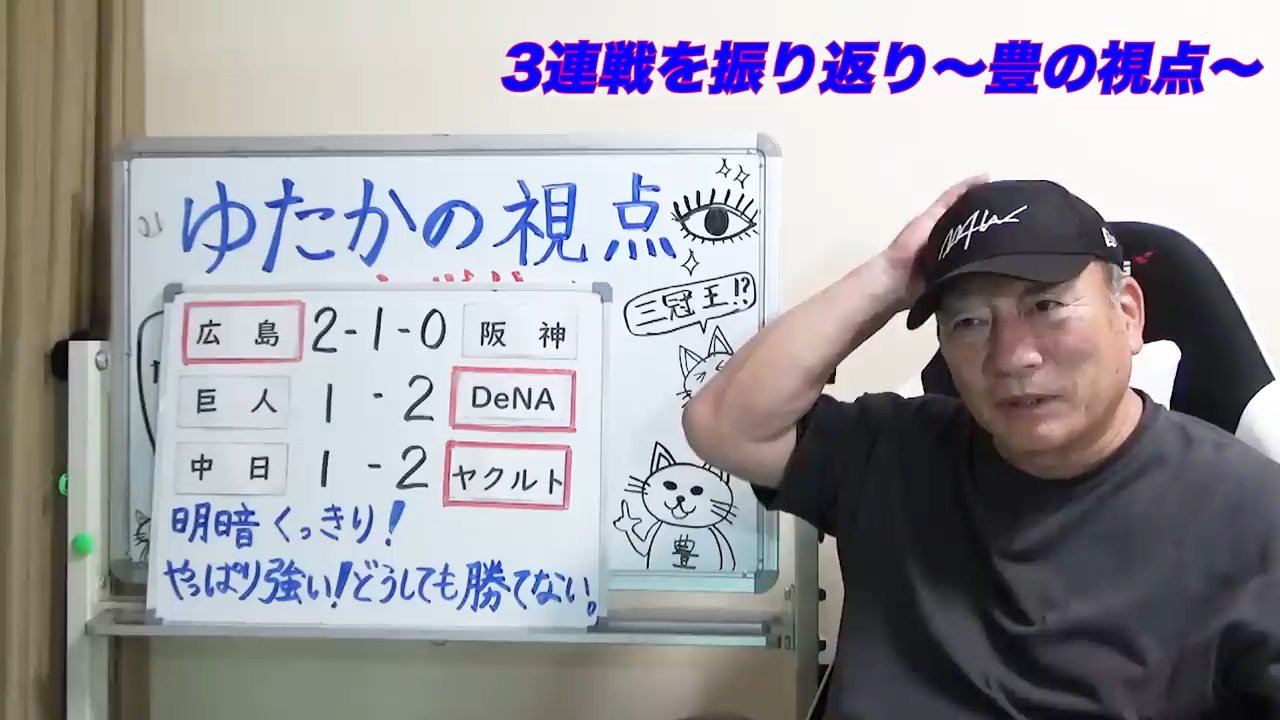 3連戦を振り返り〜豊の視点〜
ゆたかの視点
三冠王!?
広島 2-1-0 阪神
巨人 1-2 DeNA
中日 1-2 ヤクルト
明暗くっきり!
やっぱり強い!どうしても勝てない。
豊